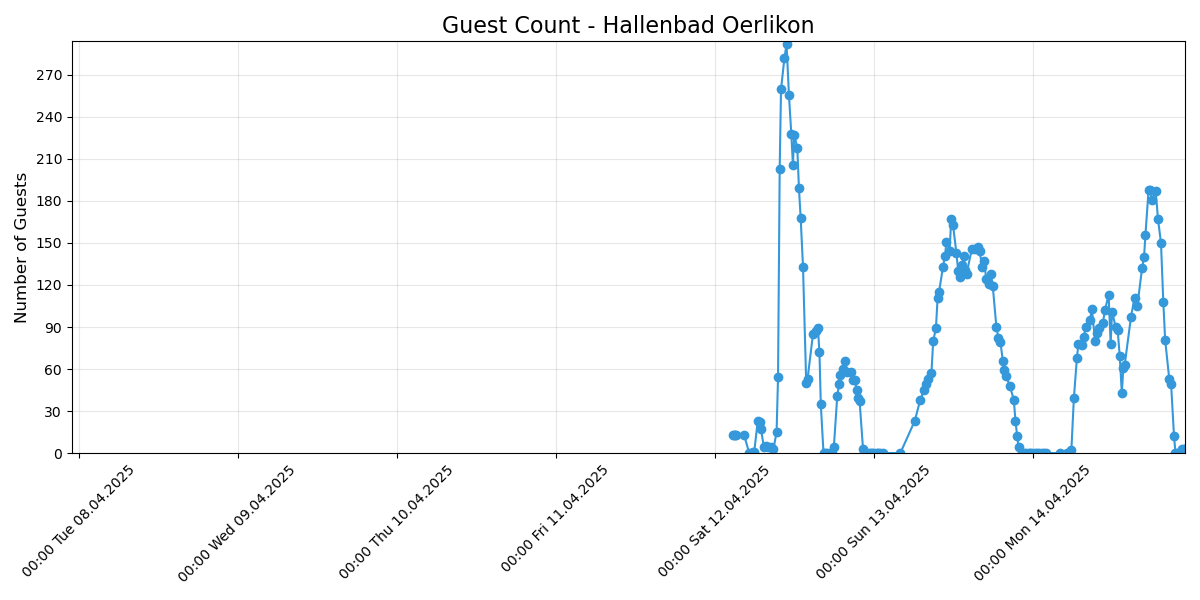 Guest Count - Hallenbad Oerlikon
Number of Guests
270
240
210
180
150
120
90
60
30
0
00:00 Tue 08.04.2025
00:00 Wed 09.04.2025
00:00 Thu 10.04.2025
00:00 Fri 11.04.2025
00:00 Sat 12.04.2025
00:00 Sun 13.04.2025
00:00 Mon 14.04.2025